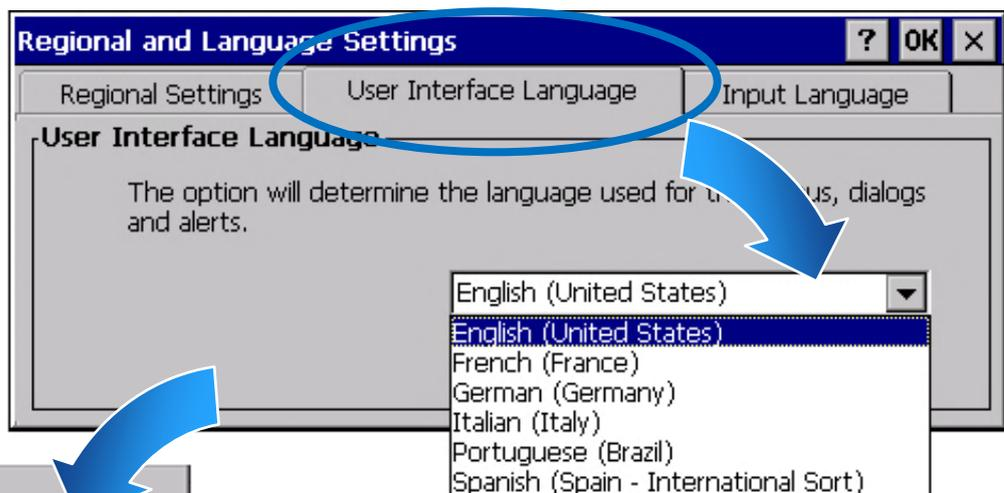 Regional and Language Settings ? OK ×
Regional Settings User Interface Language Input Language
User Interface Language
The option will determine the language used for us, dialogs
and alerts.
English (United States)
English (United States)
French (France)
German (Germany)
Italian (Italy)
Portuguese (Brazil)
Spanish (Spain - International Sort)